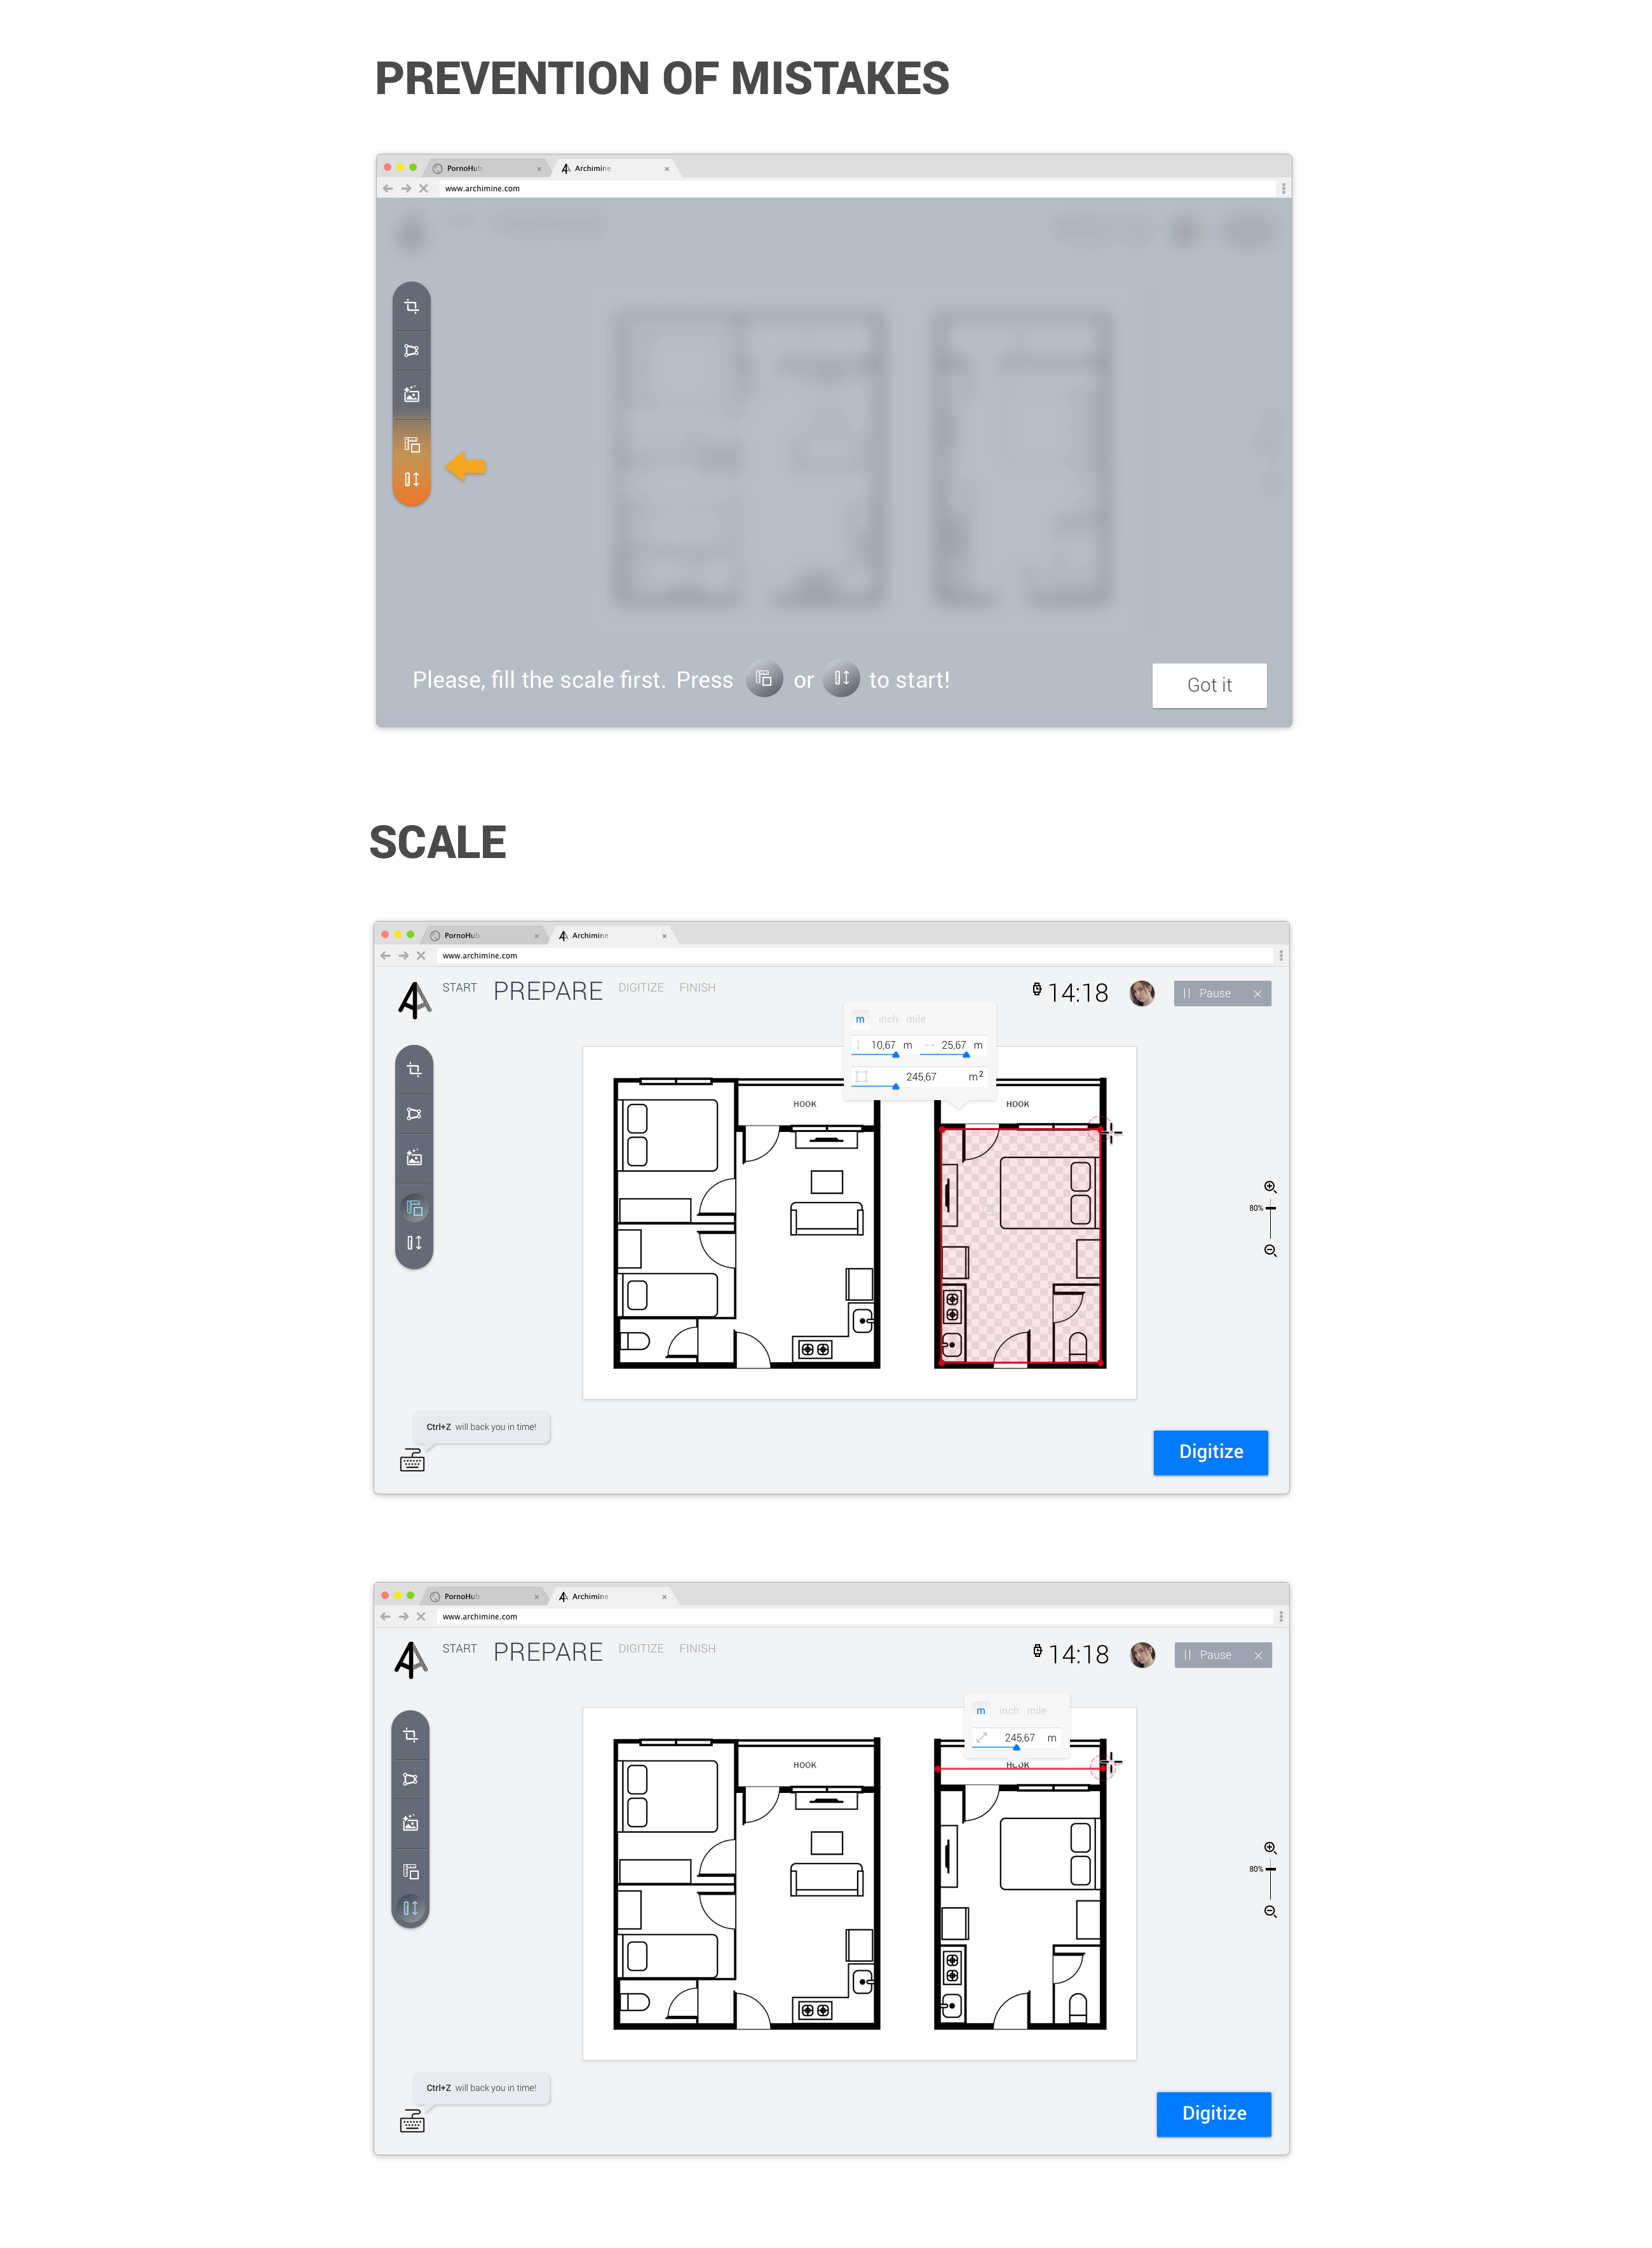 PREVENTION OF MISTAKES
PornoHub
Archimine
www.archimine.com
Please, fill the scale first. Press or to start!
Got it
SCALE
PornoHub
Archimine
www.archimine.com
START PREPARE DIGITIZE FINISH
14:18
Pause
m inch mile
10,67 m 25,67 m
245,67 m²
HOOK
HOOK
80%
Ctrl+Z will back you in time!
Digitize
PornoHub
Archimine
www.archimine.com
START PREPARE DIGITIZE FINISH
14:18
Pause
m inch mile
245,67 m
HOOK
HOOK
80%
Ctrl+Z will back you in time!
Digitize